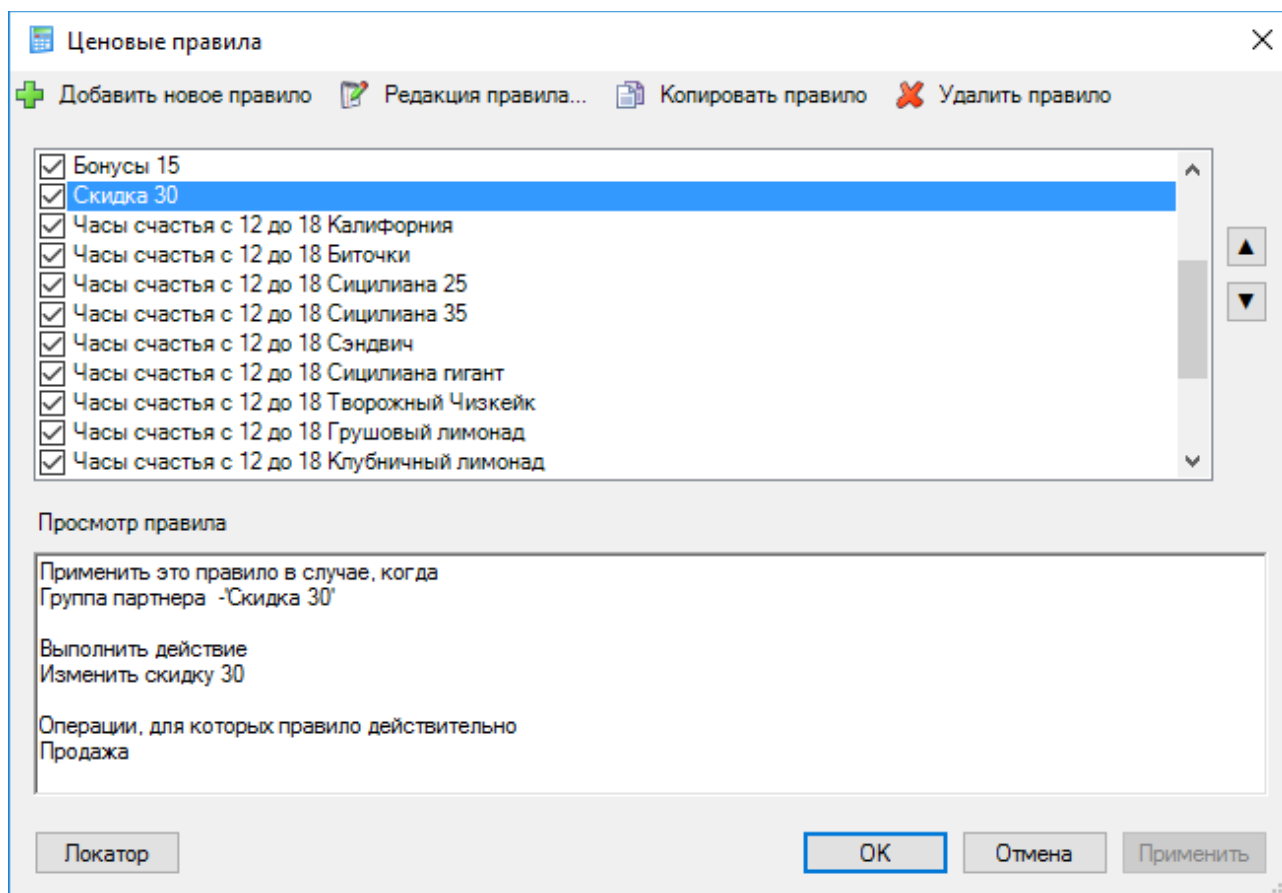 Ценовые правила
Добавить новое правило Редакция правила... Копировать правило Удалить правило
Бонусы 15
Скидка 30
Часы счастья с 12 до 18 Калифорния
Часы счастья с 12 до 18 Биточки
Часы счастья с 12 до 18 Сицилиана 25
Часы счастья с 12 до 18 Сицилиана 35
Часы счастья с 12 до 18 Сэндвич
Часы счастья с 12 до 18 Сицилиана гигант
Часы счастья с 12 до 18 Творожный Чизкейк
Часы счастья с 12 до 18 Грушовый лимонад
Часы счастья с 12 до 18 Клубничный лимонад
Просмотр правила
Применить это правило в случае, когда
Группа партнера -'Скидка 30'
Выполнить действие
Изменить скидку 30
Операции, для которых правило действительно
Продажа
Локатор OK Отмена Применить